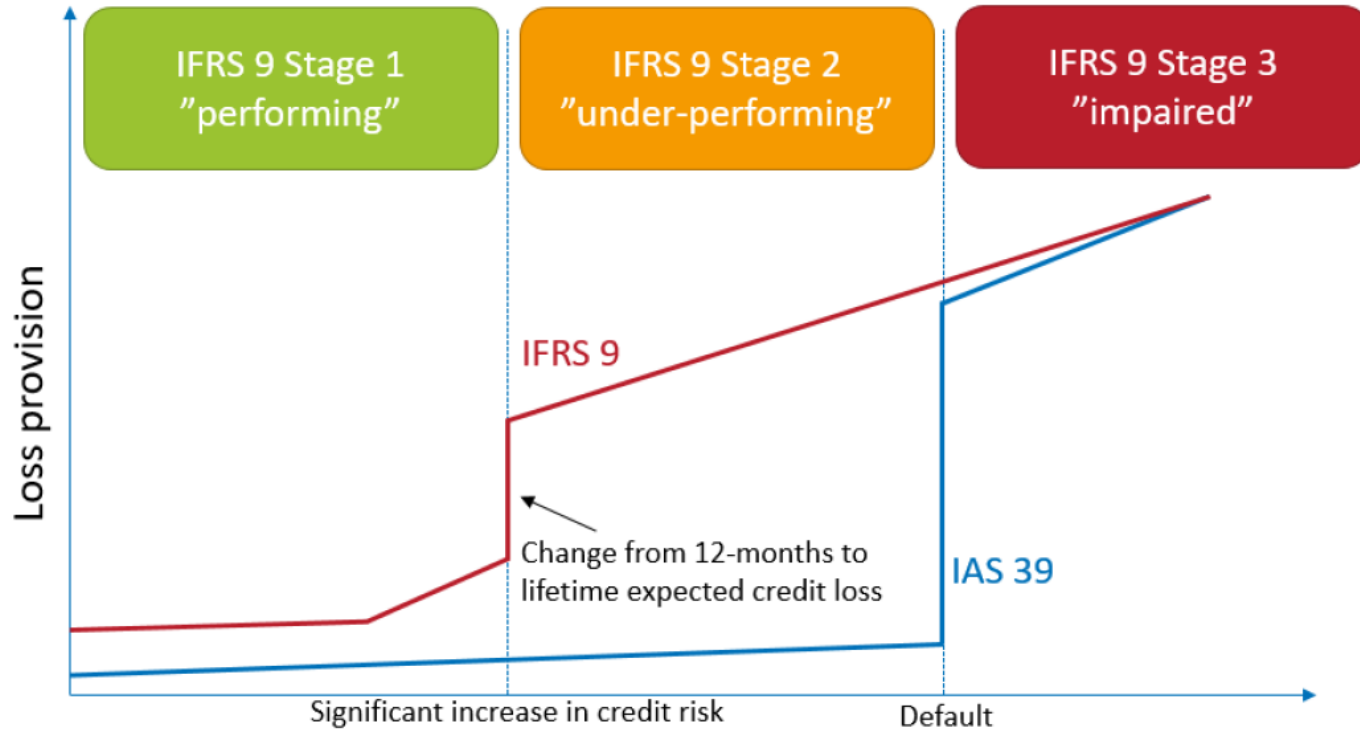 IFRS 9 Stage 1
”performing”
IFRS 9 Stage 2
”under-performing”
IFRS 9 Stage 3
”impaired”
Loss provision
IFRS 9
Change from 12-months to
lifetime expected credit loss
IAS 39
Significant increase in credit risk
Default